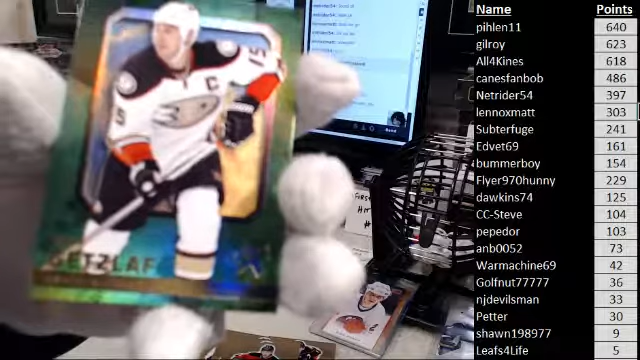 Name Points
pihlen11 640
gilroy 623
All4Kines 618
canesfanbob 486
Netrider54 397
lennoxmatt 303
Subterfuge 241
Edvet69 161
bummerboy 154
Flyer970hunny 229
dawkins74 125
CC-Steve 104
pepedor 103
anb0052 73
Warmachine69 42
Golfnut77777 36
njdevilsman 33
Petter 30
shawn198977 9
Leafs4Life 5
C
15
GETZLAF